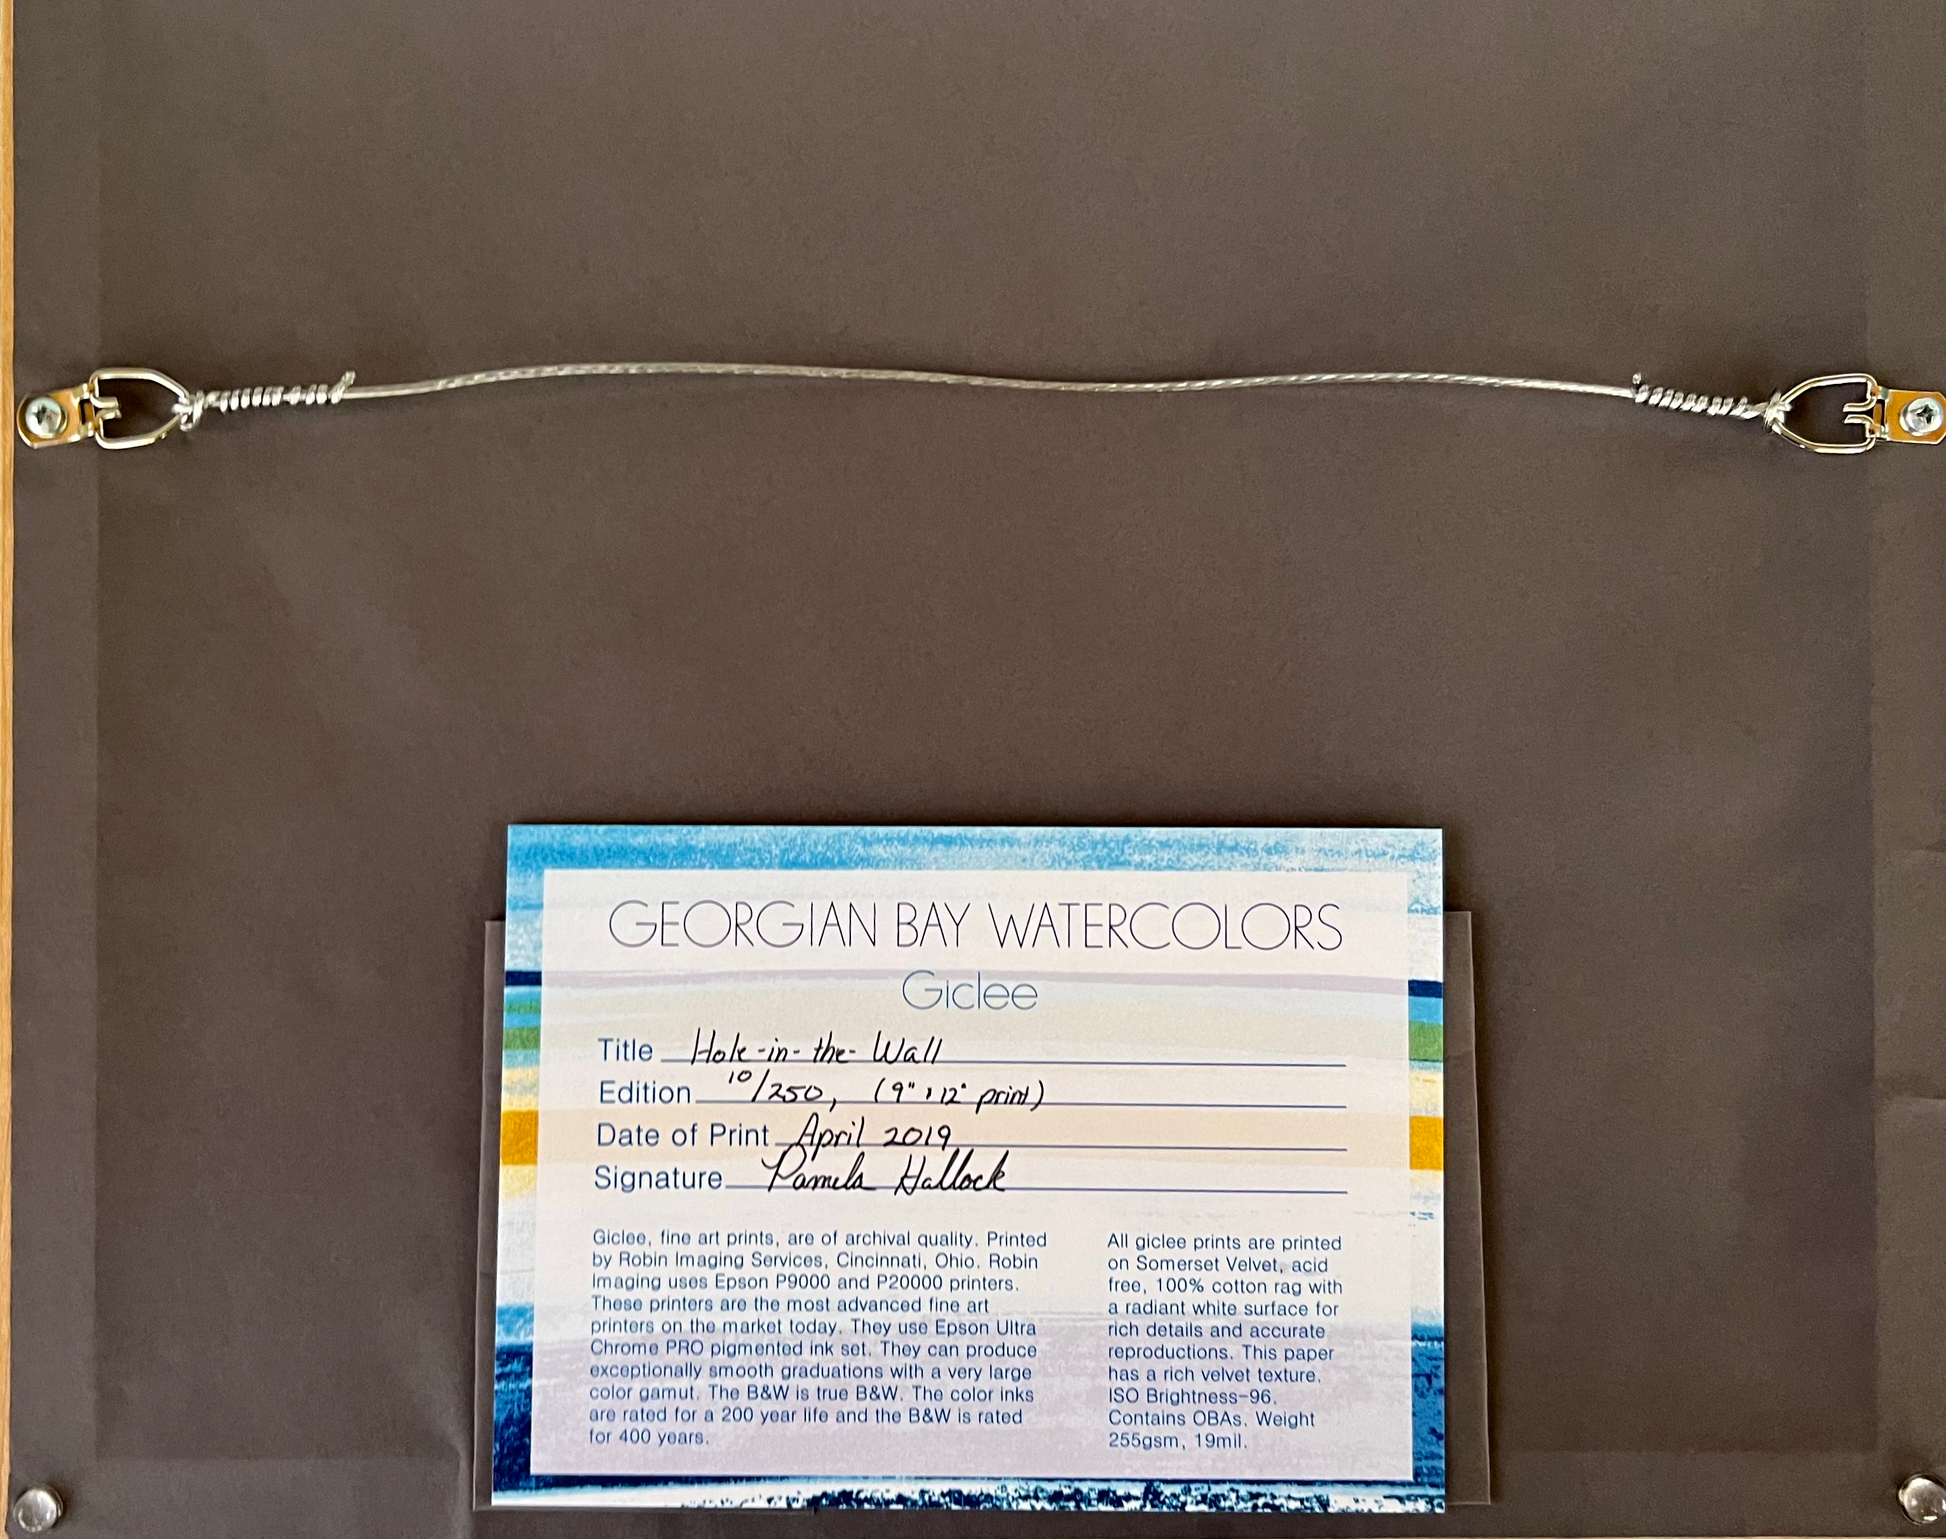 GEORGIAN BAY WATERCOLORS
Giclee
Title Hole-in-the-Wall
Edition 10/250, (9" x 12" print)
Date of Print April 2019
Signature Pamela Hallock
Giclee, fine art prints, are of archival quality. Printed
by Robin Imaging Services, Cincinnati, Ohio. Robin
Imaging uses Epson P9000 and P20000 printers.
These printers are the most advanced fine art
printers on the market today. They use Epson Ultra
Chrome PRO pigmented ink set. They can produce
exceptionally smooth graduations with a very large
color gamut. The B&W is true B&W. The color inks
are rated for a 200 year life and the B&W is rated
for 400 years.
All giclee prints are printed
on Somerset Velvet, acid
free, 100% cotton rag with
a radiant white surface for
rich details and accurate
reproductions. This paper
has a rich velvet texture.
ISO Brightness–96.
Contains OBAs. Weight
255gsm, 19mil.